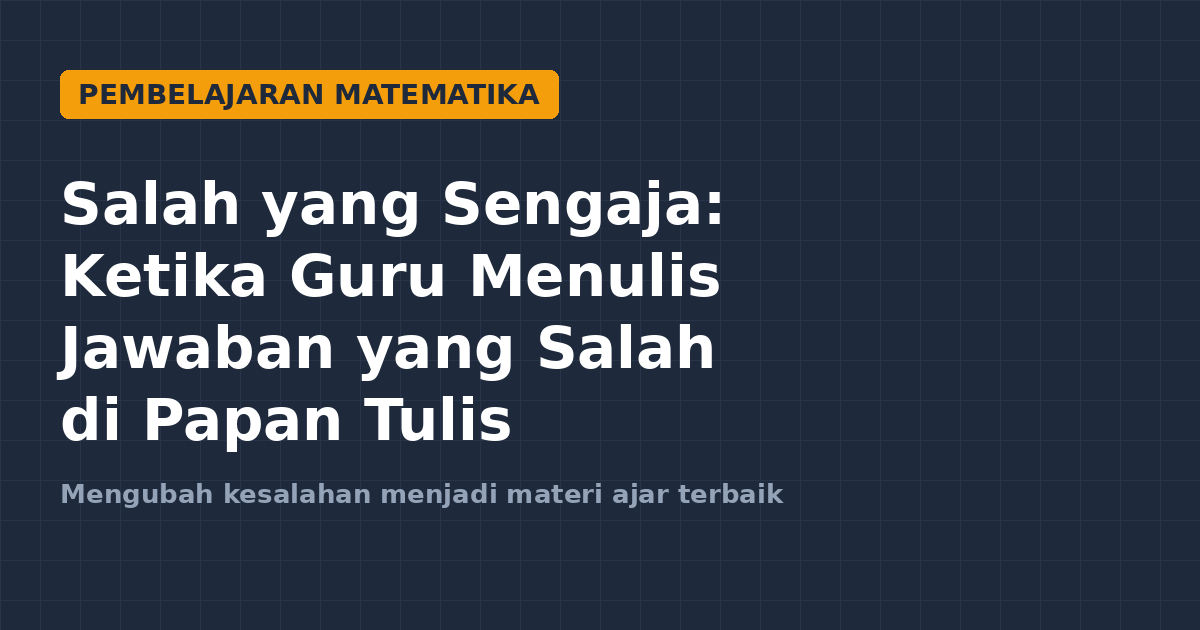 PEMBELAJARAN MATEMATIKA
Salah yang Sengaja:
Ketika Guru Menulis
Jawaban yang Salah
di Papan Tulis
Mengubah kesalahan menjadi materi ajar terbaik